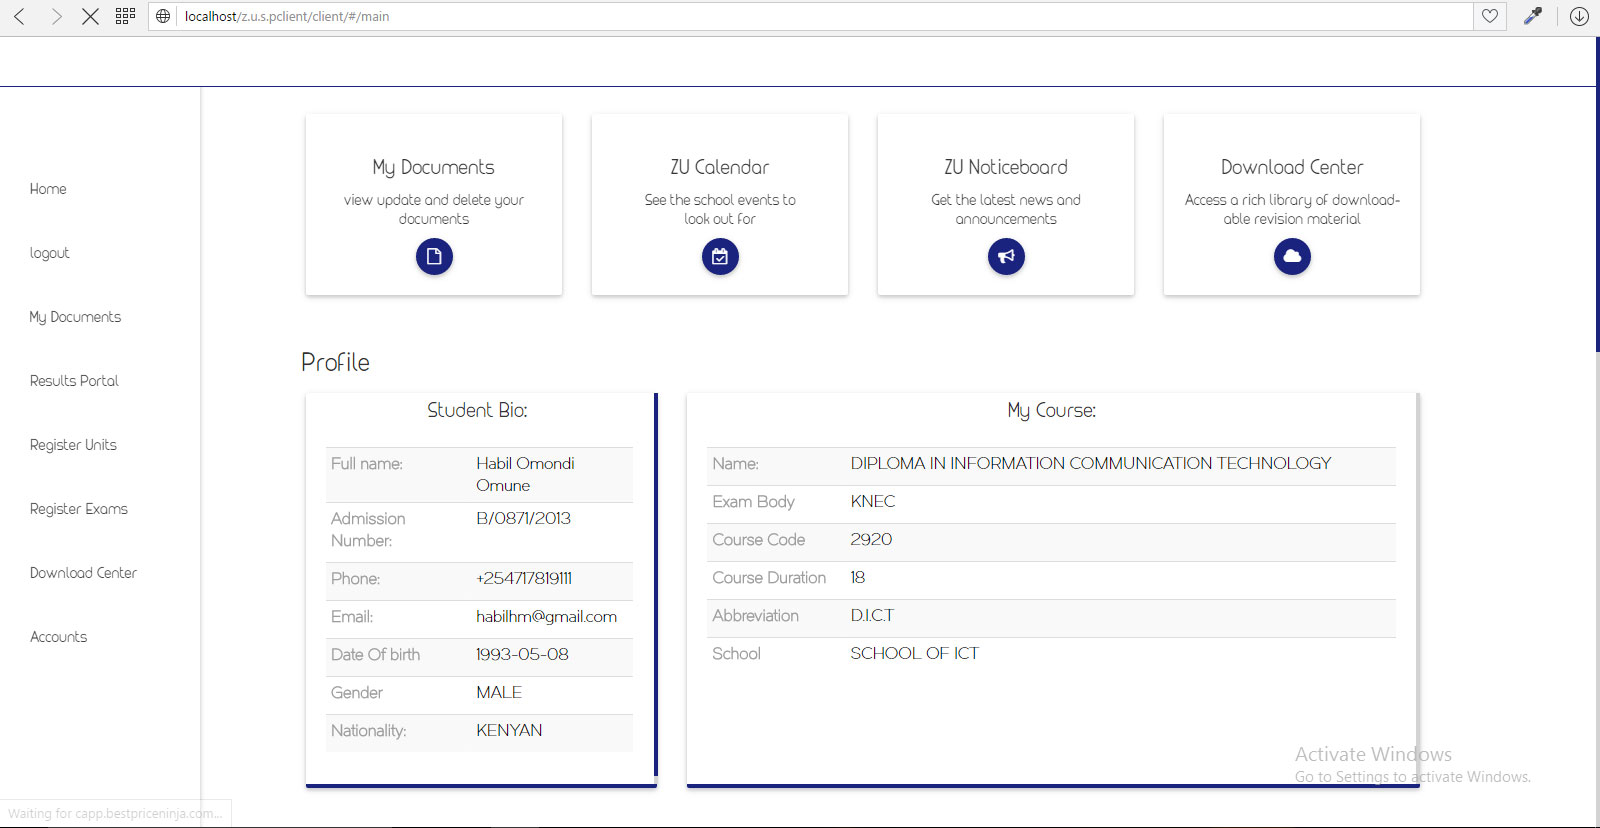 localhost/z.u.s.pclient/client/#/main
Home
logout
My Documents
Results Portal
Register Units
Register Exams
Download Center
Accounts
My Documents
view update and delete your
documents
ZU Calendar
See the school events to
look out for
ZU Noticeboard
Get the latest news and
announcements
Download Center
Access a rich library of download-
able revision material
Profile
Student Bio:
Full name: Habil Omondi
Omune
Admission B/0871/2013
Number:
Phone: +254717819111
Email: habilhm@gmail.com
Date Of birth 1993-05-08
Gender MALE
Nationality: KENYAN
My Course:
Name: DIPLOMA IN INFORMATION COMMUNICATION TECHNOLOGY
Exam Body KNEC
Course Code 2920
Course Duration 18
Abbreviation D.I.C.T
School SCHOOL OF ICT
Activate Windows
Go to Settings to activate Windows.
Waiting for capp.bestpriceninja.com...